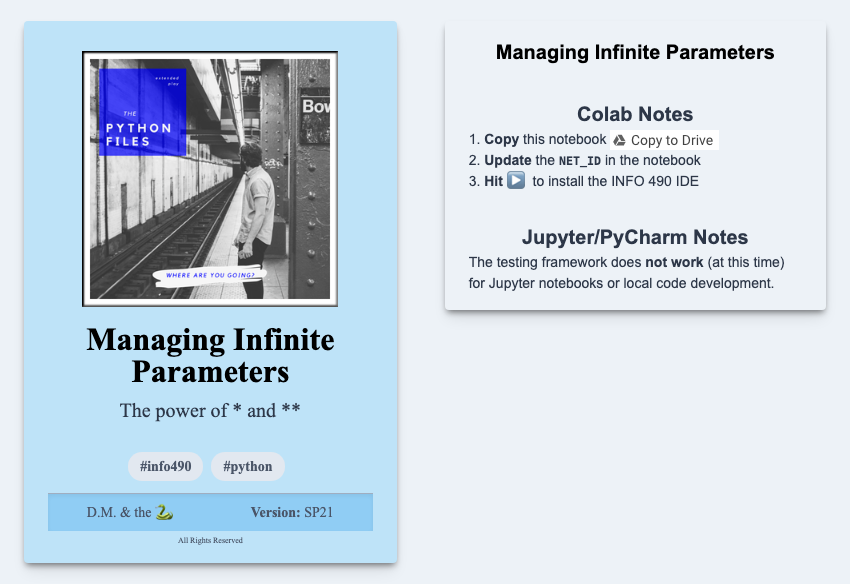 extended
play
THE
PYTHON
FILES
Bow
WHERE ARE YOU GOING?
Managing Infinite
Parameters
The power of * and **
#info490
#python
D.M. & the 🐍
Version: SP21
All Rights Reserved
Managing Infinite Parameters
Colab Notes
1. Copy this notebook Copy to Drive
2. Update the NET_ID in the notebook
3. Hit ▶️ to install the INFO 490 IDE
Jupyter/PyCharm Notes
The testing framework does not work (at this time)
for Jupyter notebooks or local code development.